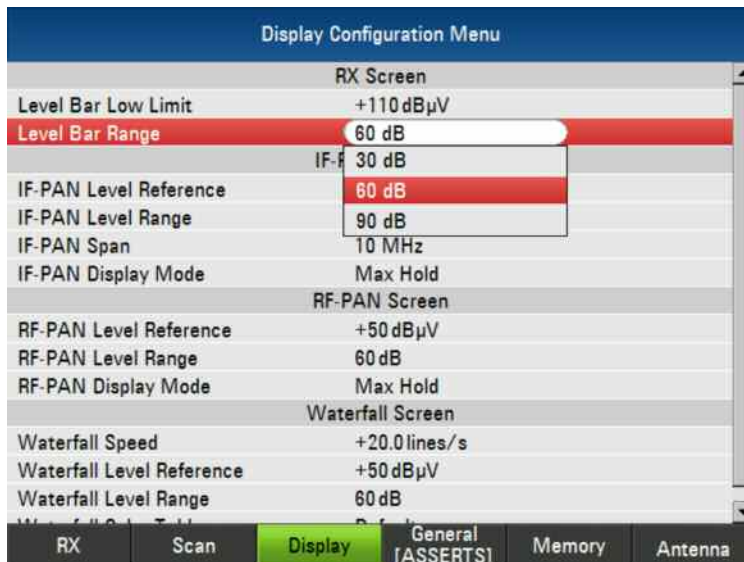 Display Configuration Menu
RX Screen
Level Bar Low Limit +110 dBµV
Level Bar Range 60 dB
30 dB
60 dB
90 dB
IF-PAN Level Reference
IF-PAN Level Range
IF-PAN Span 10 MHz
IF-PAN Display Mode Max Hold
RF-PAN Screen
RF-PAN Level Reference +50 dBµV
RF-PAN Level Range 60 dB
RF-PAN Display Mode Max Hold
Waterfall Screen
Waterfall Speed +20.0 lines/s
Waterfall Level Reference +50 dBµV
Waterfall Level Range 60 dB
RX Scan Display General [ASSERTS] Memory Antenna